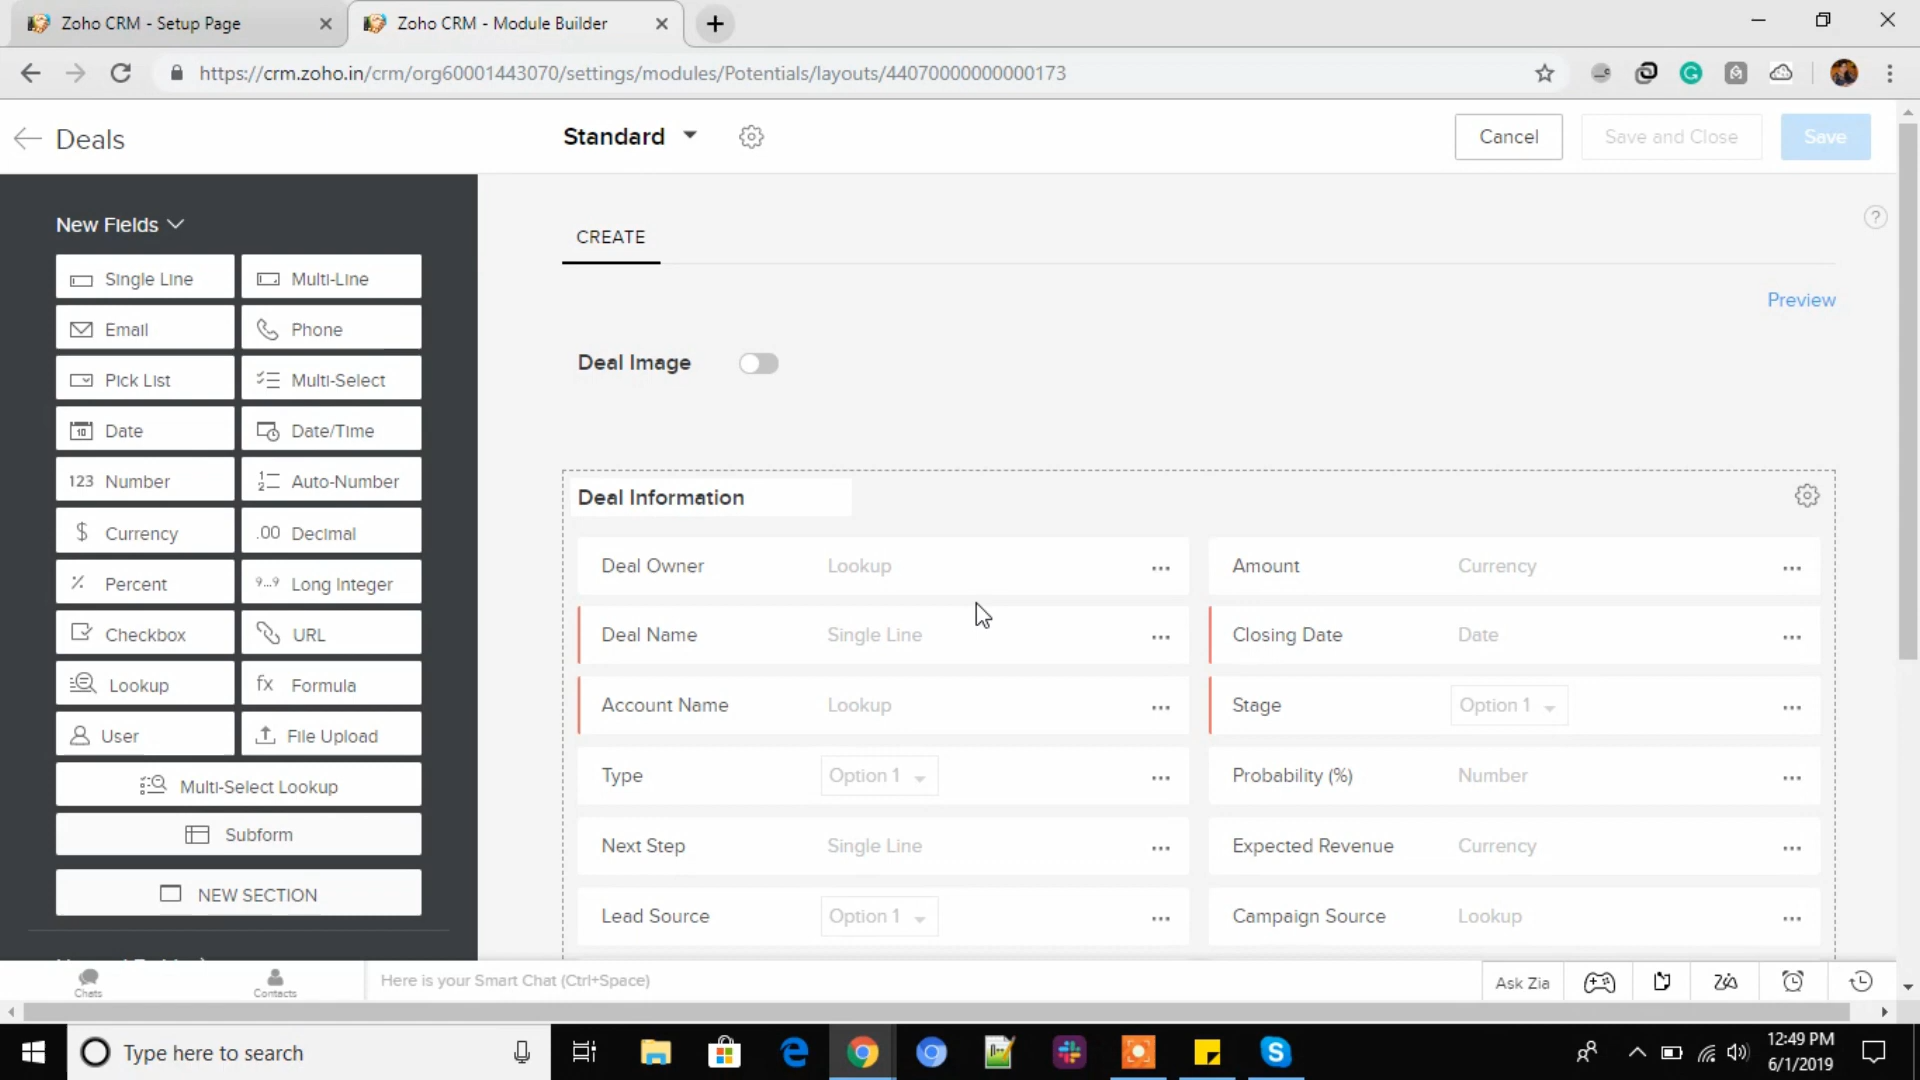 Zoho CRM - Setup Page
Zoho CRM - Module Builder
https://crm.zoho.in/crm/org60001443070/settings/modules/Potentials/layouts/44070000000000173
Deals
Standard
Cancel
Save and Close
Save
New Fields
CREATE
Preview
Single Line
Multi-Line
Email
Phone
Pick List
Multi-Select
Date
Date/Time
123 Number
Auto-Number
$ Currency
.00 Decimal
% Percent
9...9 Long Integer
Checkbox
URL
Lookup
fx Formula
User
File Upload
Multi-Select Lookup
Subform
NEW SECTION
Deal Image
Deal Information
Deal Owner Lookup
Amount Currency
Deal Name Single Line
Closing Date Date
Account Name Lookup
Stage Option 1
Type Option 1
Probability (%) Number
Next Step Single Line
Expected Revenue Currency
Lead Source Option 1
Campaign Source Lookup
Chats
Contacts
Here is your Smart Chat (Ctrl+Space)
Ask Zia
Type here to search
12:49 PM
6/1/2019